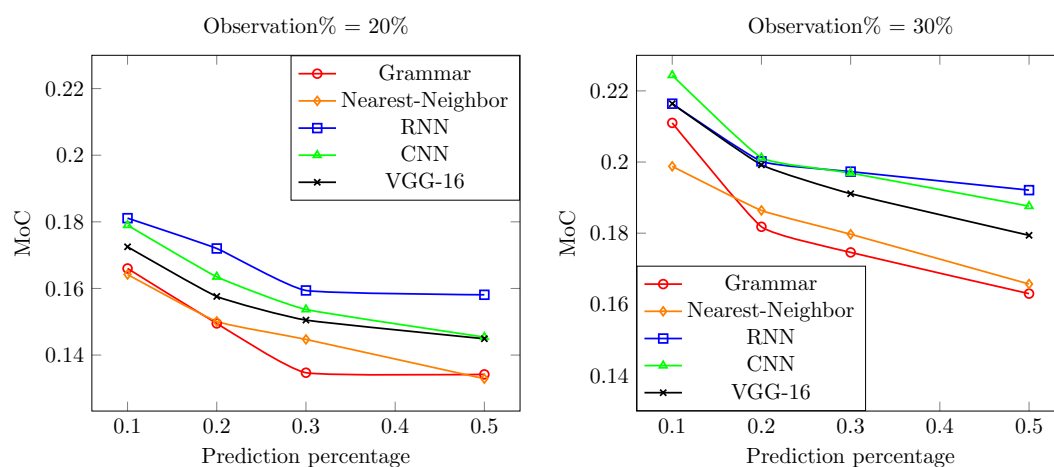 Observation% = 20%
0.22
0.2
0.18
0.16
0.14
MoC
Grammar
Nearest-Neighbor
RNN
CNN
VGG-16
0.1 0.2 0.3 0.4 0.5
Prediction percentage
Observation% = 30%
0.22
0.2
0.18
0.16
0.14
MoC
Grammar
Nearest-Neighbor
RNN
CNN
VGG-16
0.1 0.2 0.3 0.4 0.5
Prediction percentage